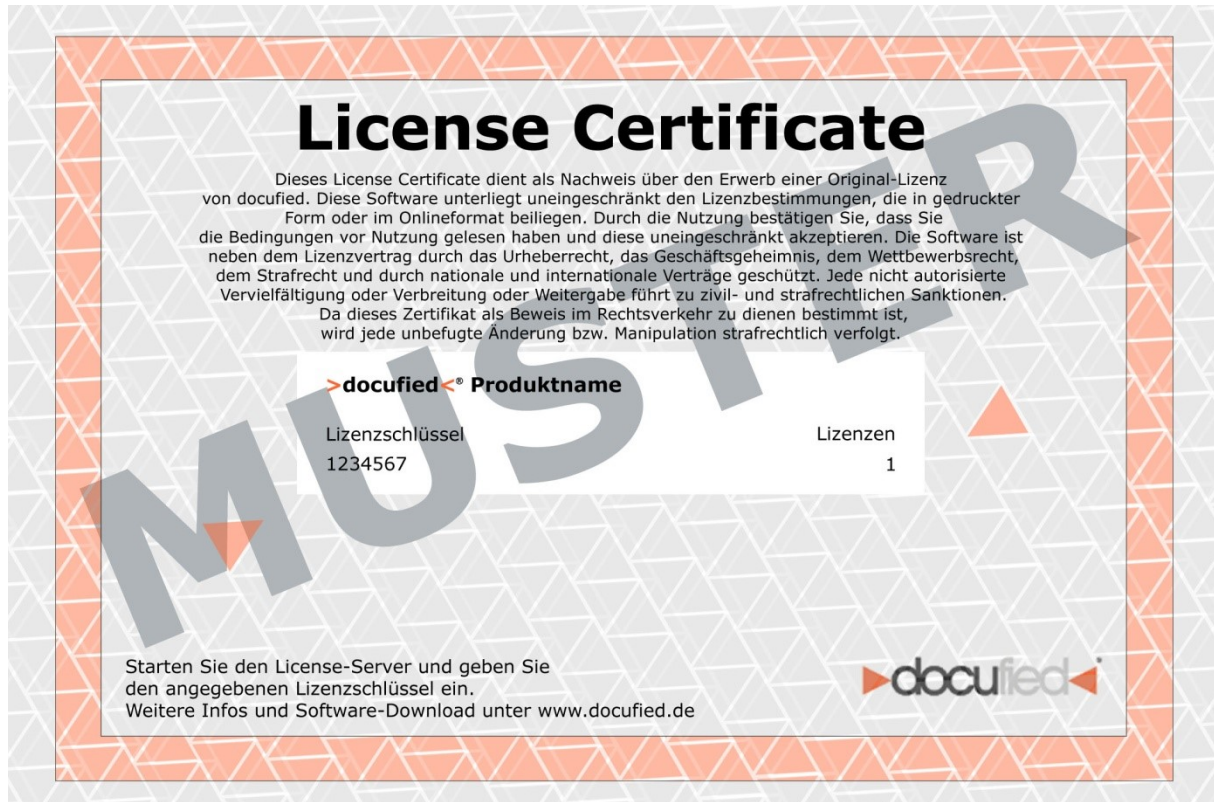 License Certificate
Dieses License Certificate dient als Nachweis über den Erwerb einer Original-Lizenz
von docufied. Diese Software unterliegt uneingeschränkt den Lizenzbestimmungen, die in gedruckter
Form oder im Onlineformat beiliegen. Durch die Nutzung bestätigen Sie, dass Sie
die Bedingungen vor Nutzung gelesen haben und diese uneingeschränkt akzeptieren. Die Software ist
neben dem Lizenzvertrag durch das Urheberrecht, das Geschäftsgeheimnis, dem Wettbewerbsrecht,
dem Strafrecht und durch nationale und internationale Verträge geschützt. Jede nicht autorisierte
Vervielfältigung oder Verbreitung oder Weitergabe führt zu zivil- und strafrechtlichen Sanktionen.
Da dieses Zertifikat als Beweis im Rechtsverkehr zu dienen bestimmt ist,
wird jede unbefugte Änderung bzw. Manipulation strafrechtlich verfolgt.
>docufied<® Produktname
Lizenzschlüssel Lizenzen
1234567 1
MUSTER
Starten Sie den License-Server und geben Sie
den angegebenen Lizenzschlüssel ein.
Weitere Infos und Software-Download unter www.docufied.de
docufied